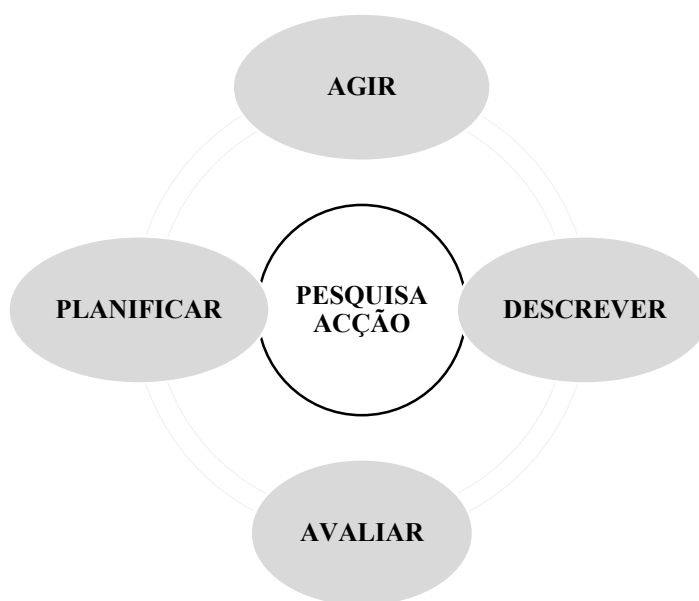 AGIR
PLANIFICAR
PESQUISA
ACÇÃO
DESCREVER
AVALIAR